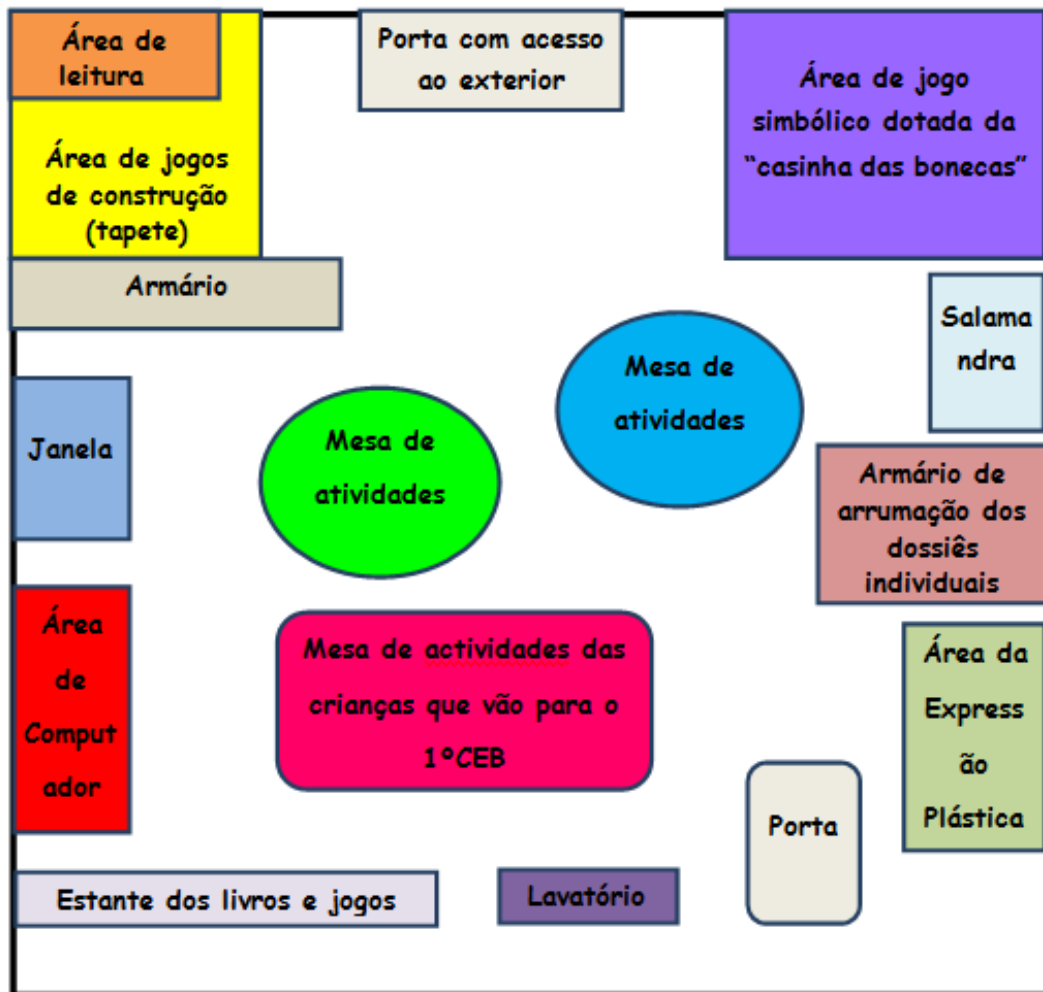 Área de
leitura
Porta com acesso
ao exterior
Área de jogo
simbólico dotada da
“casinha das bonecas”
Área de jogos
de construção
(tapete)
Armário
Salama
ndra
Mesa de
atividades
Mesa de
atividades
Janela
Armário de
arrumação dos
dossiês
individuais
Área
de
Comput
ador
Mesa de actividades das
crianças que vão para o
1ºCEB
Área da
Express
ão
Plástica
Porta
Estante dos livros e jogos
Lavatório